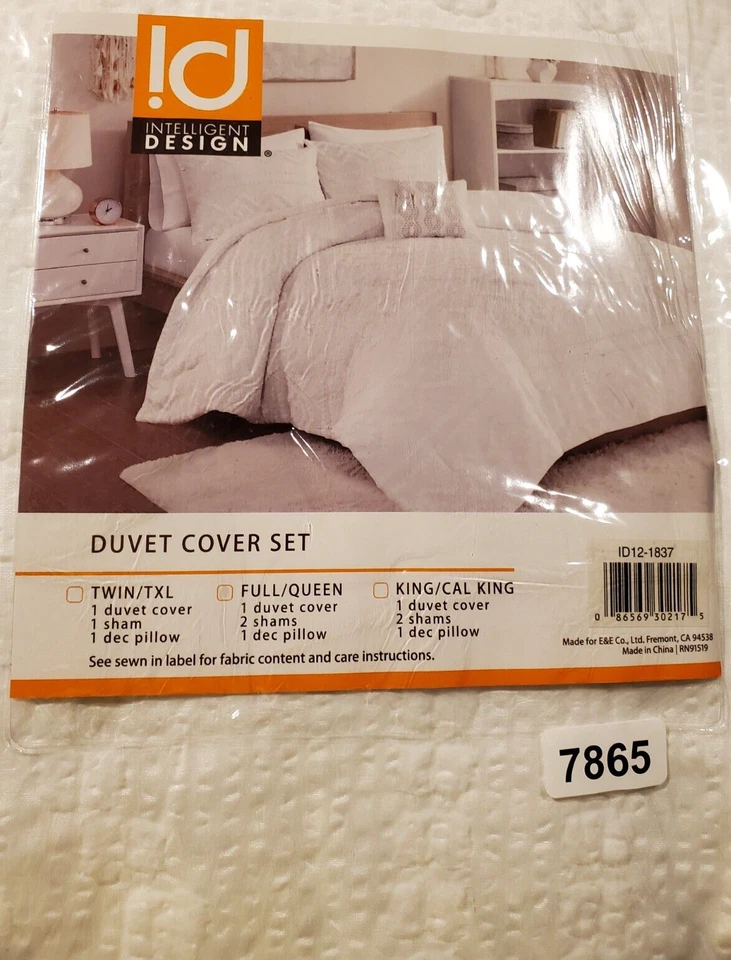 !d
INTELLIGENT
DESIGN®
DUVET COVER SET
TWIN/TXL
1 duvet cover
1 sham
1 dec pillow
FULL/QUEEN
1 duvet cover
2 shams
1 dec pillow
KING/CAL KING
1 duvet cover
2 shams
1 dec pillow
See sewn in label for fabric content and care instructions.
ID12-1837
0 86569 30217 5
Made for E&E Co., Ltd. Fremont, CA 94538
Made in China | RN91519
7865